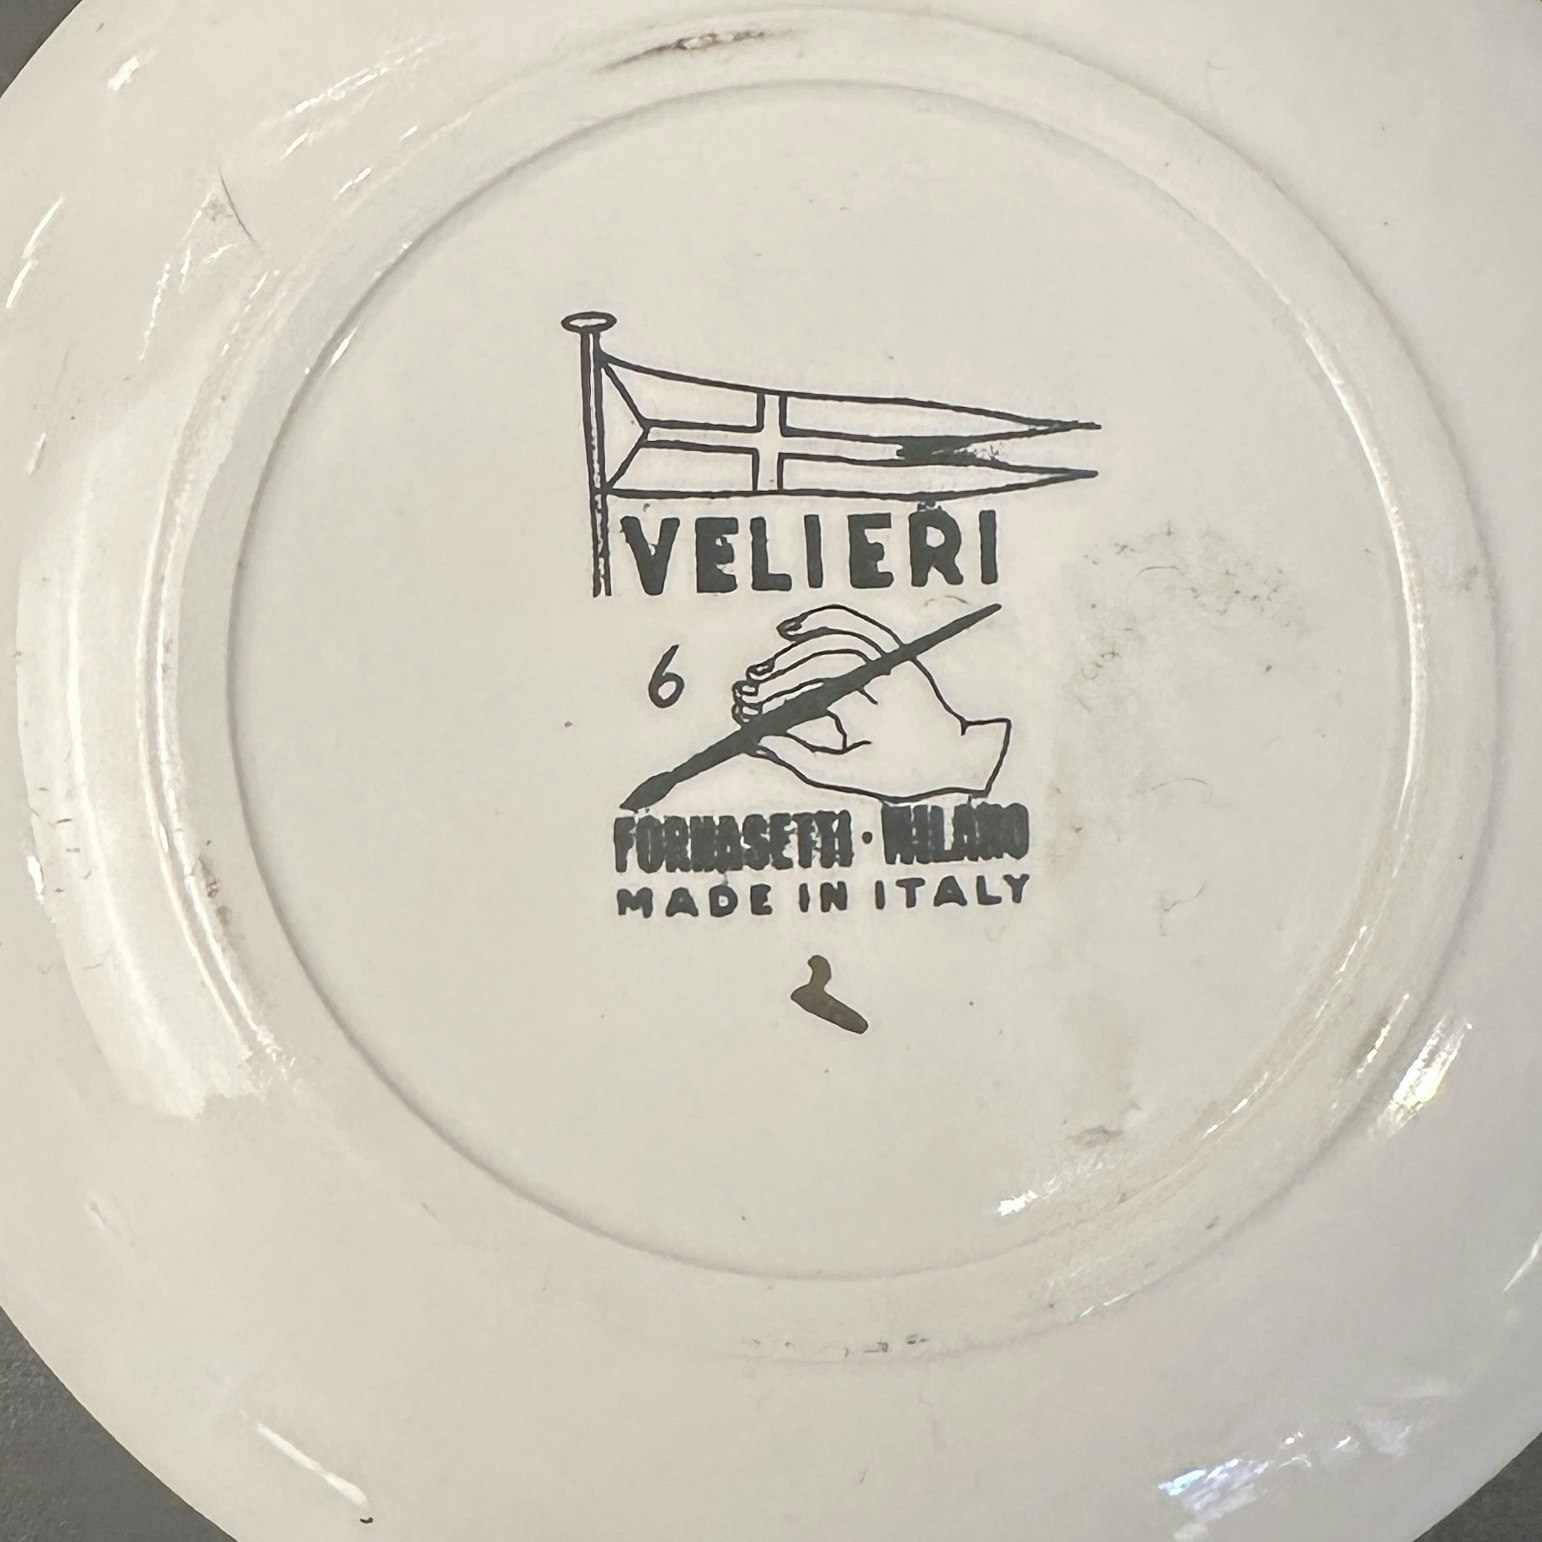 VELIERI
6
FORNASETTI · MILANO
MADE IN ITALY